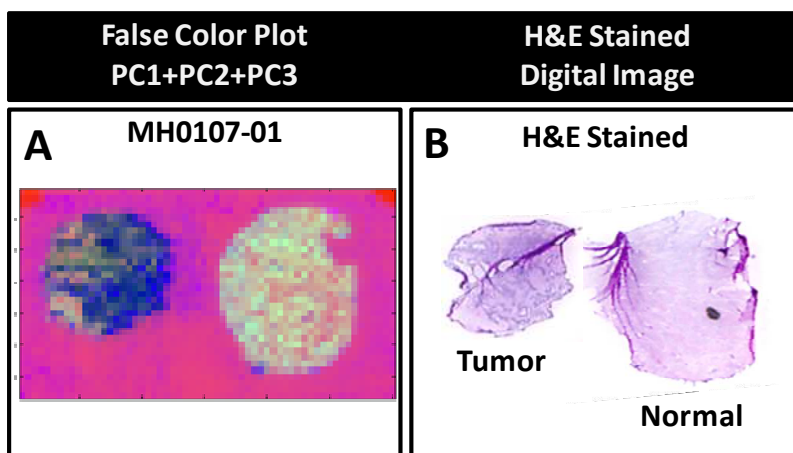 False Color Plot
PC1+PC2+PC3
H&E Stained
Digital Image
A
MH0107-01
B
H&E Stained
Tumor
Normal